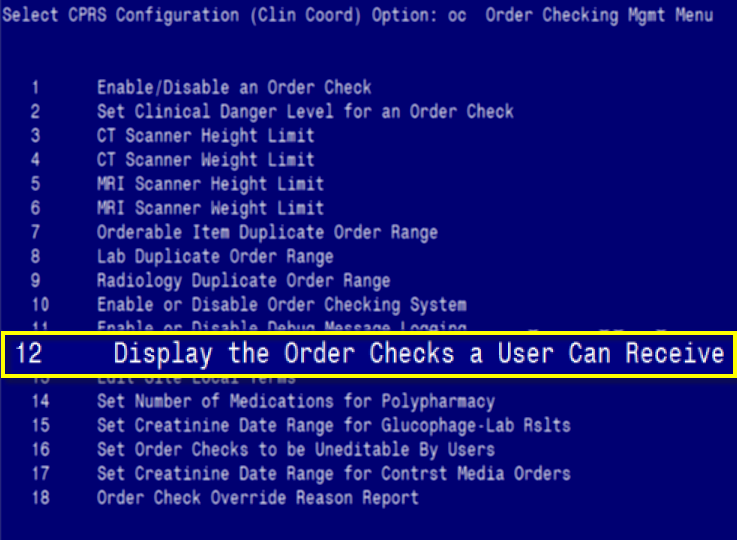 Select CPRS Configuration (Clin Coord) Option: oc  Order Checking Mgmt Menu
1 Enable/Disable an Order Check
2 Set Clinical Danger Level for an Order Check
3 CT Scanner Height Limit
4 CT Scanner Weight Limit
5 MRI Scanner Height Limit
6 MRI Scanner Weight Limit
7 Orderable Item Duplicate Order Range
8 Lab Duplicate Order Range
9 Radiology Duplicate Order Range
10 Enable or Disable Order Checking System
11 Enable or Disable Debug Message Logging
12 Display the Order Checks a User Can Receive
13 Edit Site Local Terms
14 Set Number of Medications for Polypharmacy
15 Set Creatinine Date Range for Glucophage-Lab Rslts
16 Set Order Checks to be Uneditable By Users
17 Set Creatinine Date Range for Contrst Media Orders
18 Order Check Override Reason Report